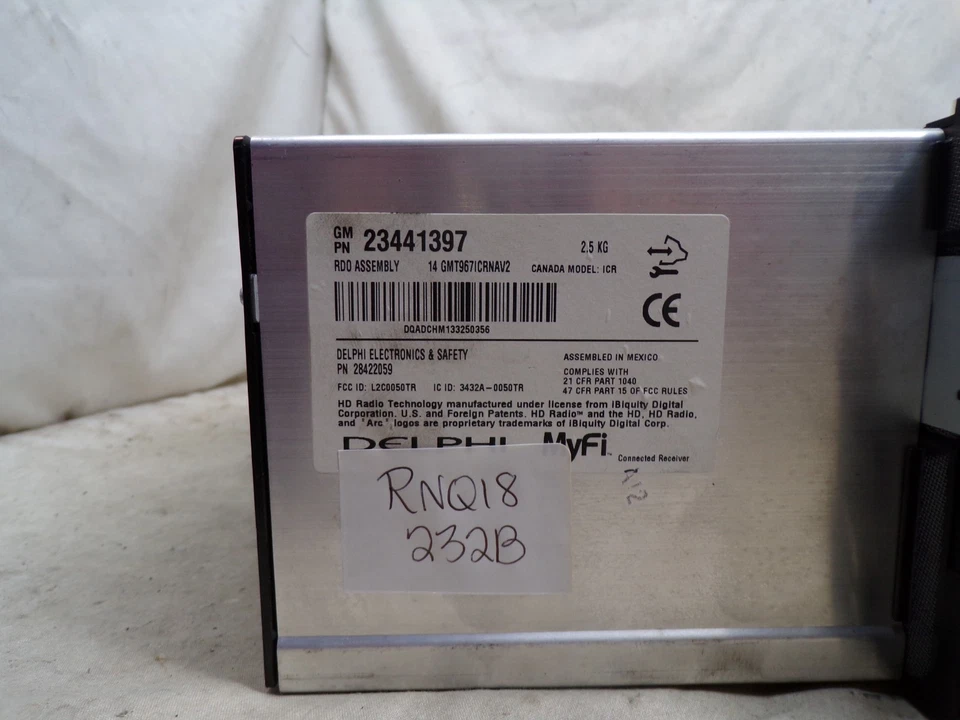 GM PN 23441397 2.5 KG
RDO ASSEMBLY 14 GMT967ICRNAV2 CANADA MODEL: ICR
DQADCHM133250356
DELPHI ELECTRONICS & SAFETY
PN 28422059
FCC ID: L2C0050TR IC ID: 3432A-0050TR
ASSEMBLED IN MEXICO
COMPLIES WITH
21 CFR PART 1040
47 CFR PART 15 OF FCC RULES
HD Radio Technology manufactured under license from iBiquity Digital
Corporation. U.S. and Foreign Patents. HD Radio™ and the HD, HD Radio,
and "Arc" logos are proprietary trademarks of iBiquity Digital Corp.
DELPHI MyFi™ Connected Receiver
RNQ18
232B